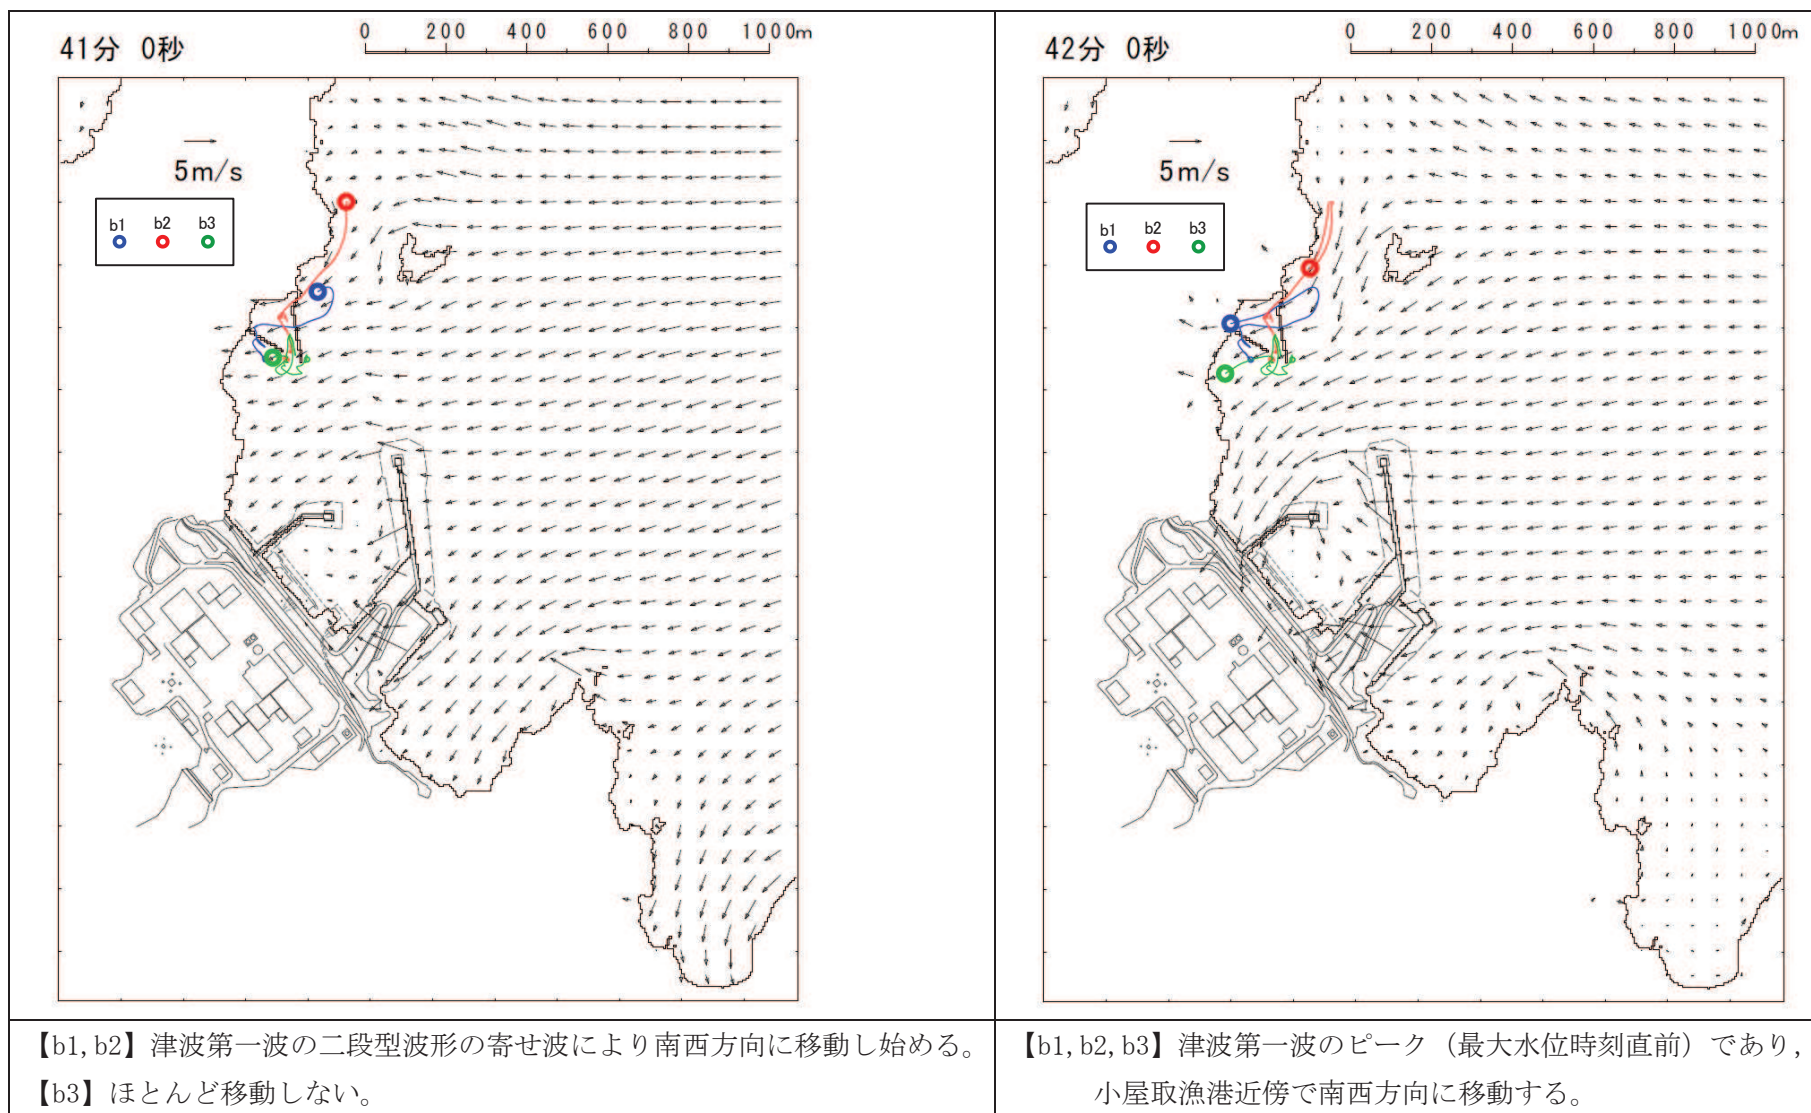 41分 0秒
0 200 400 600 800 1000m
5m/s
b1 b2 b3
【b1,b2】津波第一波の二段型波形の寄せ波により南西方向に移動し始める。
【b3】ほとんど移動しない。
42分 0秒
0 200 400 600 800 1000m
5m/s
b1 b2 b3
【b1,b2,b3】津波第一波のピーク（最大水位時刻直前）であり，
小屋取漁港近傍で南西方向に移動する。